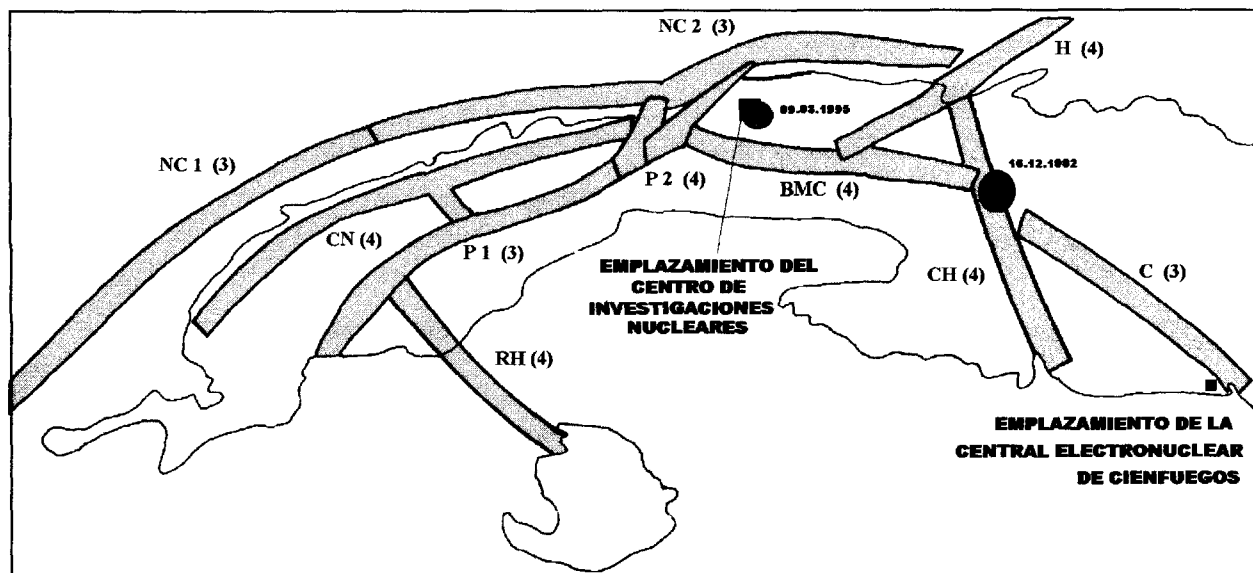 NC 2 (3)
H (4)
09.03.1995
NC 1 (3)
16.12.1982
P 2 (4)
BMC (4)
CN (4)
P 1 (3)
EMPLAZAMIENTO DEL
CENTRO DE
INVESTIGACIONES
NUCLEARES
CH (4)
C (3)
RH (4)
EMPLAZAMIENTO DE LA
CENTRAL ELECTRONUCLEAR
DE CIENFUEGOS